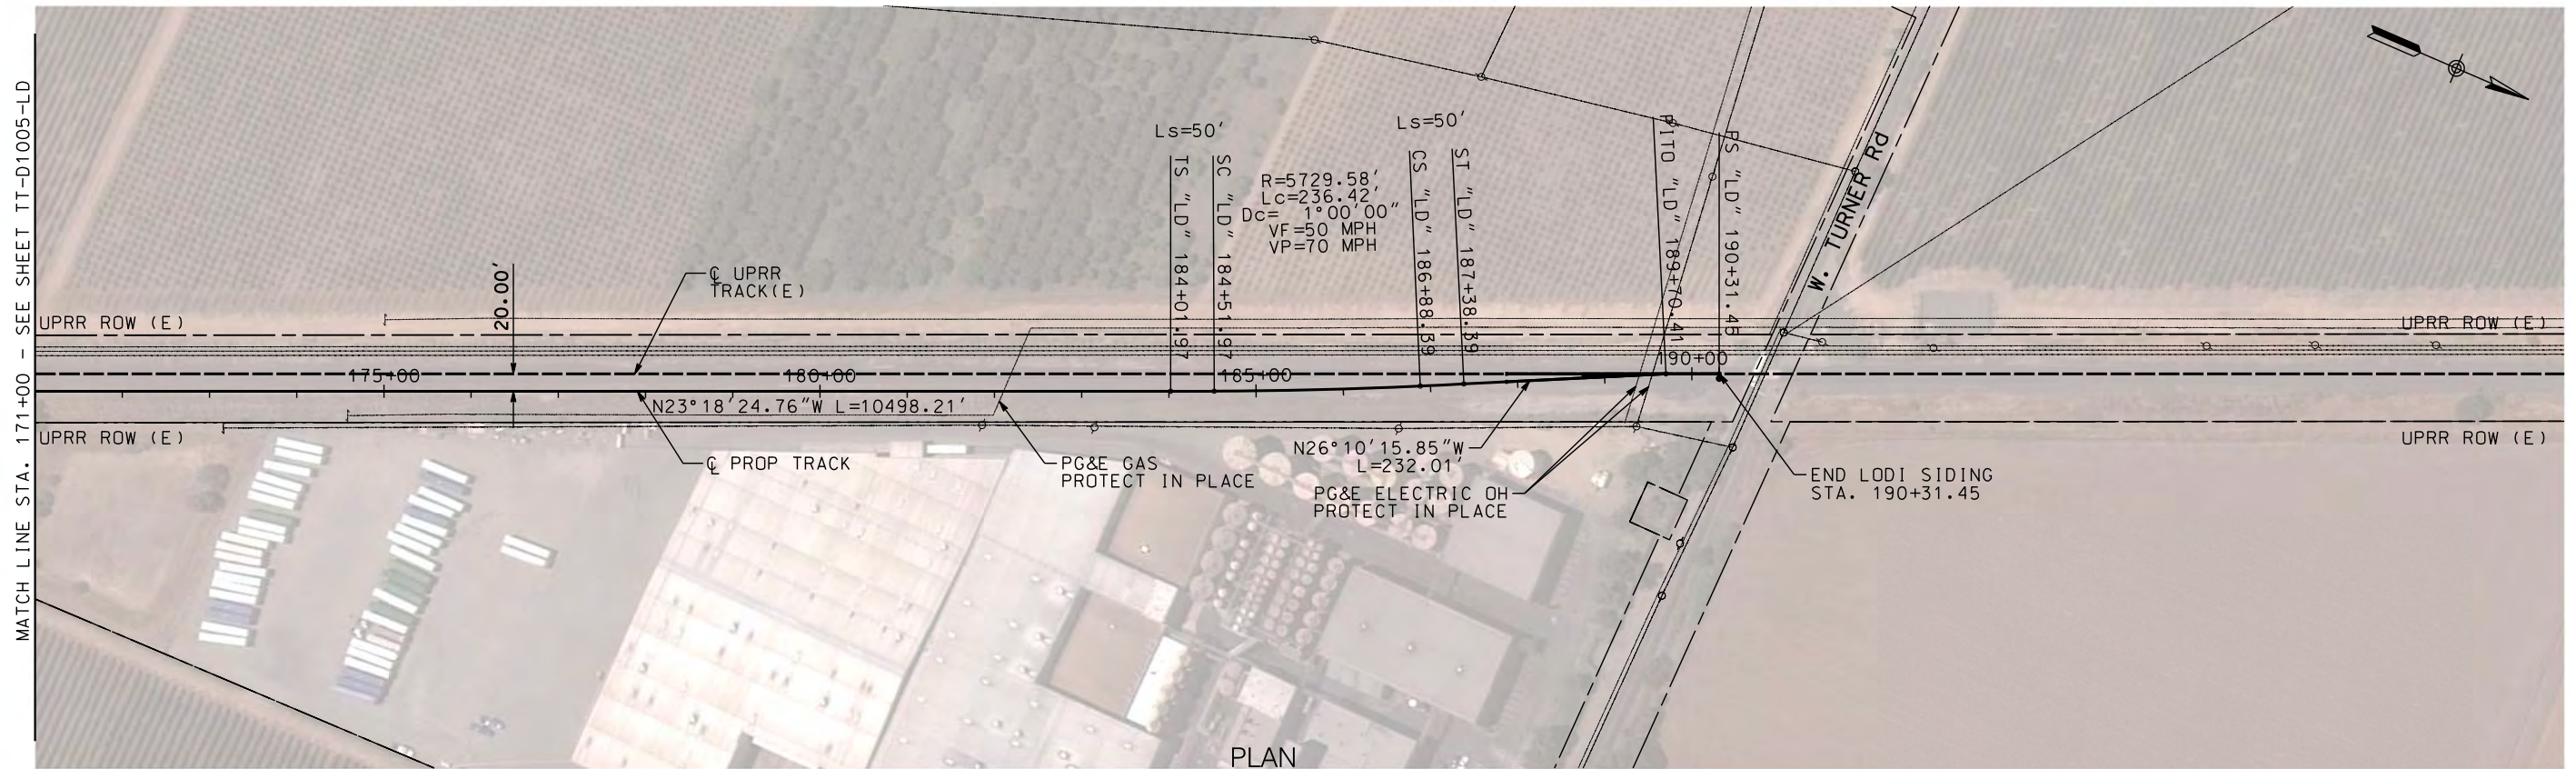 MATCH LINE STA. 171+00 - SEE SHEET TT-D1005-LD
Ls=50'
Ls=50'
TS "LD" 184+01.97
SC "LD" 184+51.97
R=5729.58'
Lc=236.42'
Dc= 1°00'00"
VF=50 MPH
VP=70 MPH
CS "LD" 186+88.39
ST "LD" 187+38.39
PITO "LD" 189+70.41
PS "LD" 190+31.45
W. TURNER Rd
20.00'
℄ UPRR
TRACK(E)
UPRR ROW (E)
UPRR ROW (E)
175+00
180+00
185+00
190+00
N23°18'24.76"W L=10498.21'
UPRR ROW (E)
UPRR ROW (E)
℄ PROP TRACK
PG&E GAS
PROTECT IN PLACE
N26°10'15.85"W
L=232.01'
PG&E ELECTRIC OH
PROTECT IN PLACE
END LODI SIDING
STA. 190+31.45
PLAN